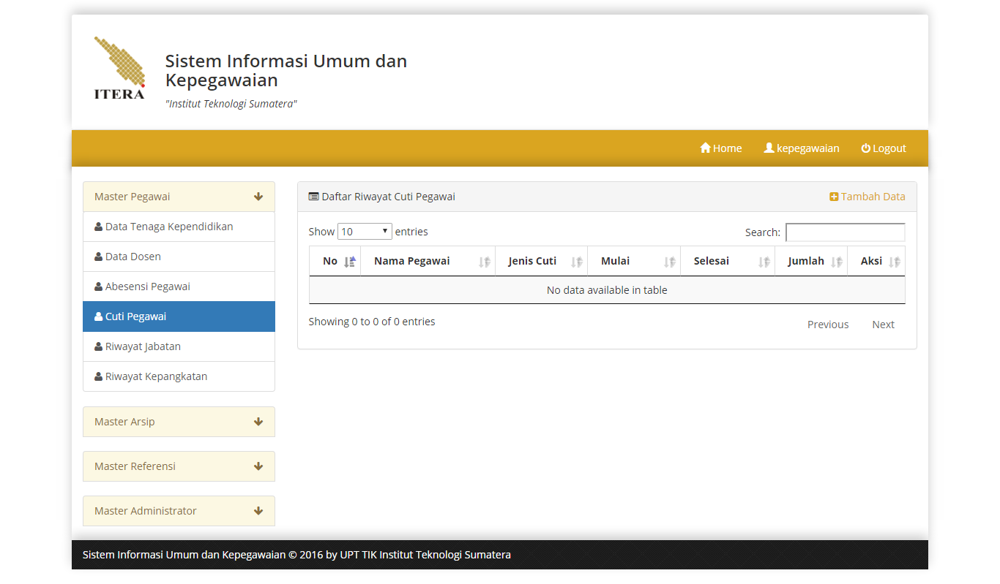 ITERA
Sistem Informasi Umum dan
Kepegawaian
"Institut Teknologi Sumatera"
Home kepegawaian Logout
Master Pegawai
Data Tenaga Kependidikan
Data Dosen
Abesensi Pegawai
Cuti Pegawai
Riwayat Jabatan
Riwayat Kepangkatan
Master Arsip
Master Referensi
Master Administrator
Daftar Riwayat Cuti Pegawai Tambah Data
Show 10 entries Search:
No Nama Pegawai Jenis Cuti Mulai Selesai Jumlah Aksi
No data available in table
Showing 0 to 0 of 0 entries Previous Next
Sistem Informasi Umum dan Kepegawaian © 2016 by UPT TIK Institut Teknologi Sumatera